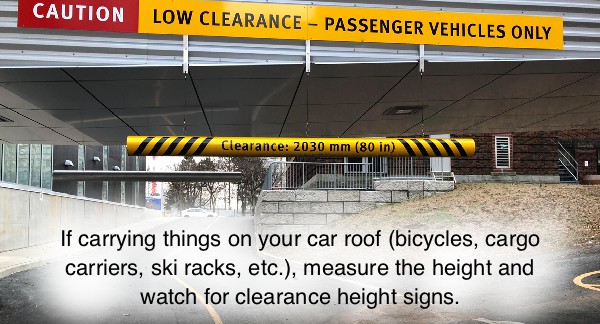 CAUTION LOW CLEARANCE – PASSENGER VEHICLES ONLY
Clearance: 2030 mm (80 in)
If carrying things on your car roof (bicycles, cargo
carriers, ski racks, etc.), measure the height and
watch for clearance height signs.